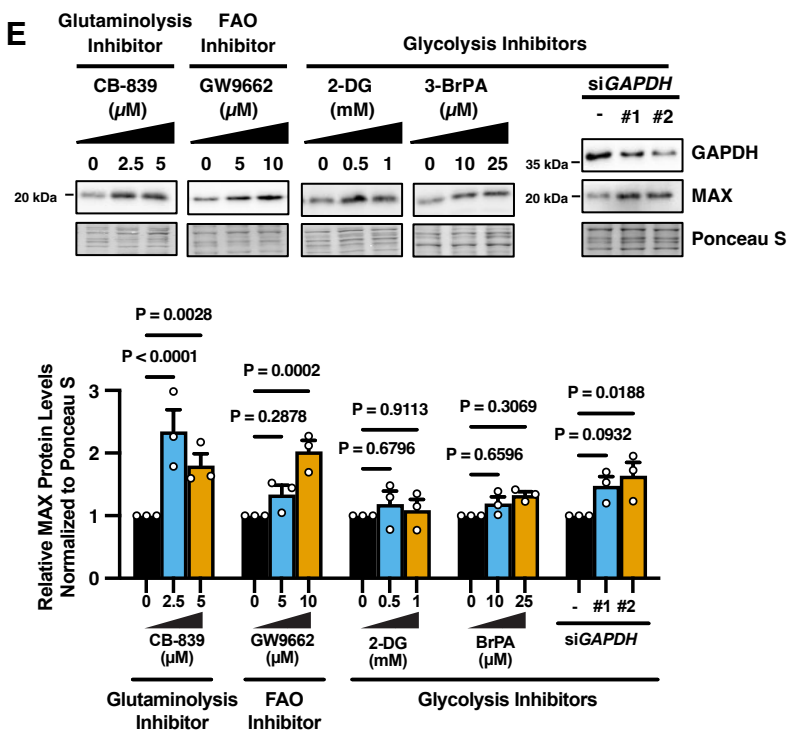 E
Glutaminolysis Inhibitor
FAO Inhibitor
Glycolysis Inhibitors
CB-839 (µM)
GW9662 (µM)
2-DG (mM)
3-BrPA (µM)
siGAPDH
- #1 #2
0 2.5 5
0 5 10
0 0.5 1
0 10 25
35 kDa
GAPDH
20 kDa
20 kDa
MAX
Ponceau S
P = 0.0028
P < 0.0001
P = 0.0002
P = 0.2878
P = 0.9113
P = 0.6796
P = 0.3069
P = 0.6596
P = 0.0188
P = 0.0932
Relative MAX Protein Levels
Normalized to Ponceau S
3
2
1
0
0 2.5 5
0 5 10
0 0.5 1
0 10 25
- #1 #2
CB-839 (µM)
GW9662 (µM)
2-DG (mM)
BrPA (µM)
siGAPDH
Glutaminolysis Inhibitor
FAO Inhibitor
Glycolysis Inhibitors